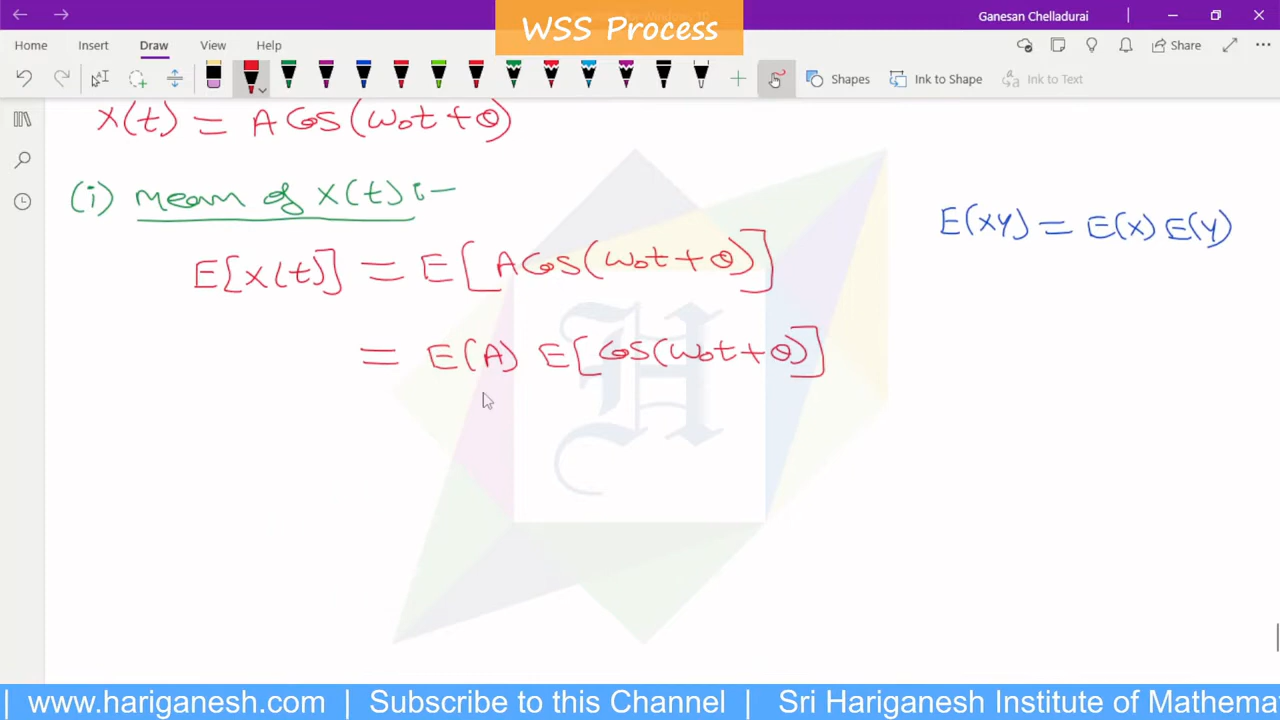 WSS Process
Ganesan Chelladurai
Home Insert Draw View Help
Share
Shapes
Ink to Shape
Ink to Text
X(t) = A Cos(ω₀t + θ)
(i) mean of X(t) :-
E(XY) = E(X) E(Y)
E[X(t)] = E[A Cos(ω₀t + θ)]
= E(A) E[Cos(ω₀t + θ)]
H
| www.hariganesh.com | Subscribe to this Channel | Sri Hariganesh Institute of Mathema